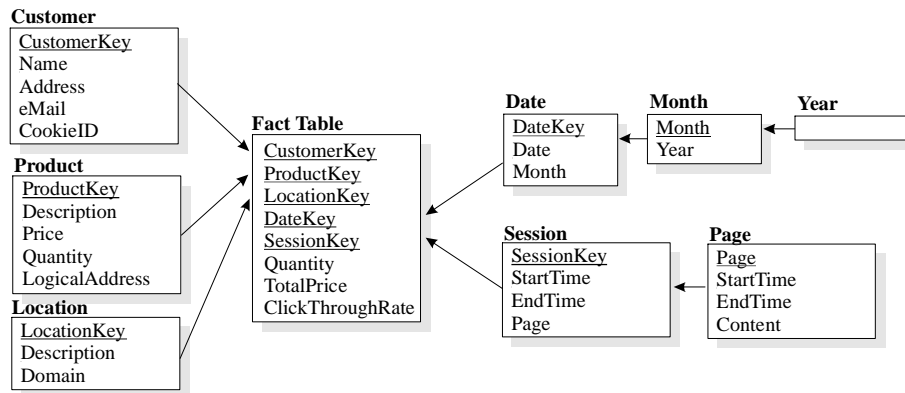 Customer
CustomerKey
Name
Address
eMail
CookieID
Product
ProductKey
Description
Price
Quantity
LogicalAddress
Location
LocationKey
Description
Domain
Fact Table
CustomerKey
ProductKey
LocationKey
DateKey
SessionKey
Quantity
TotalPrice
ClickThroughRate
Date
DateKey
Date
Month
Month
Month
Year
Year
Session
SessionKey
StartTime
EndTime
Page
Page
Page
StartTime
EndTime
Content